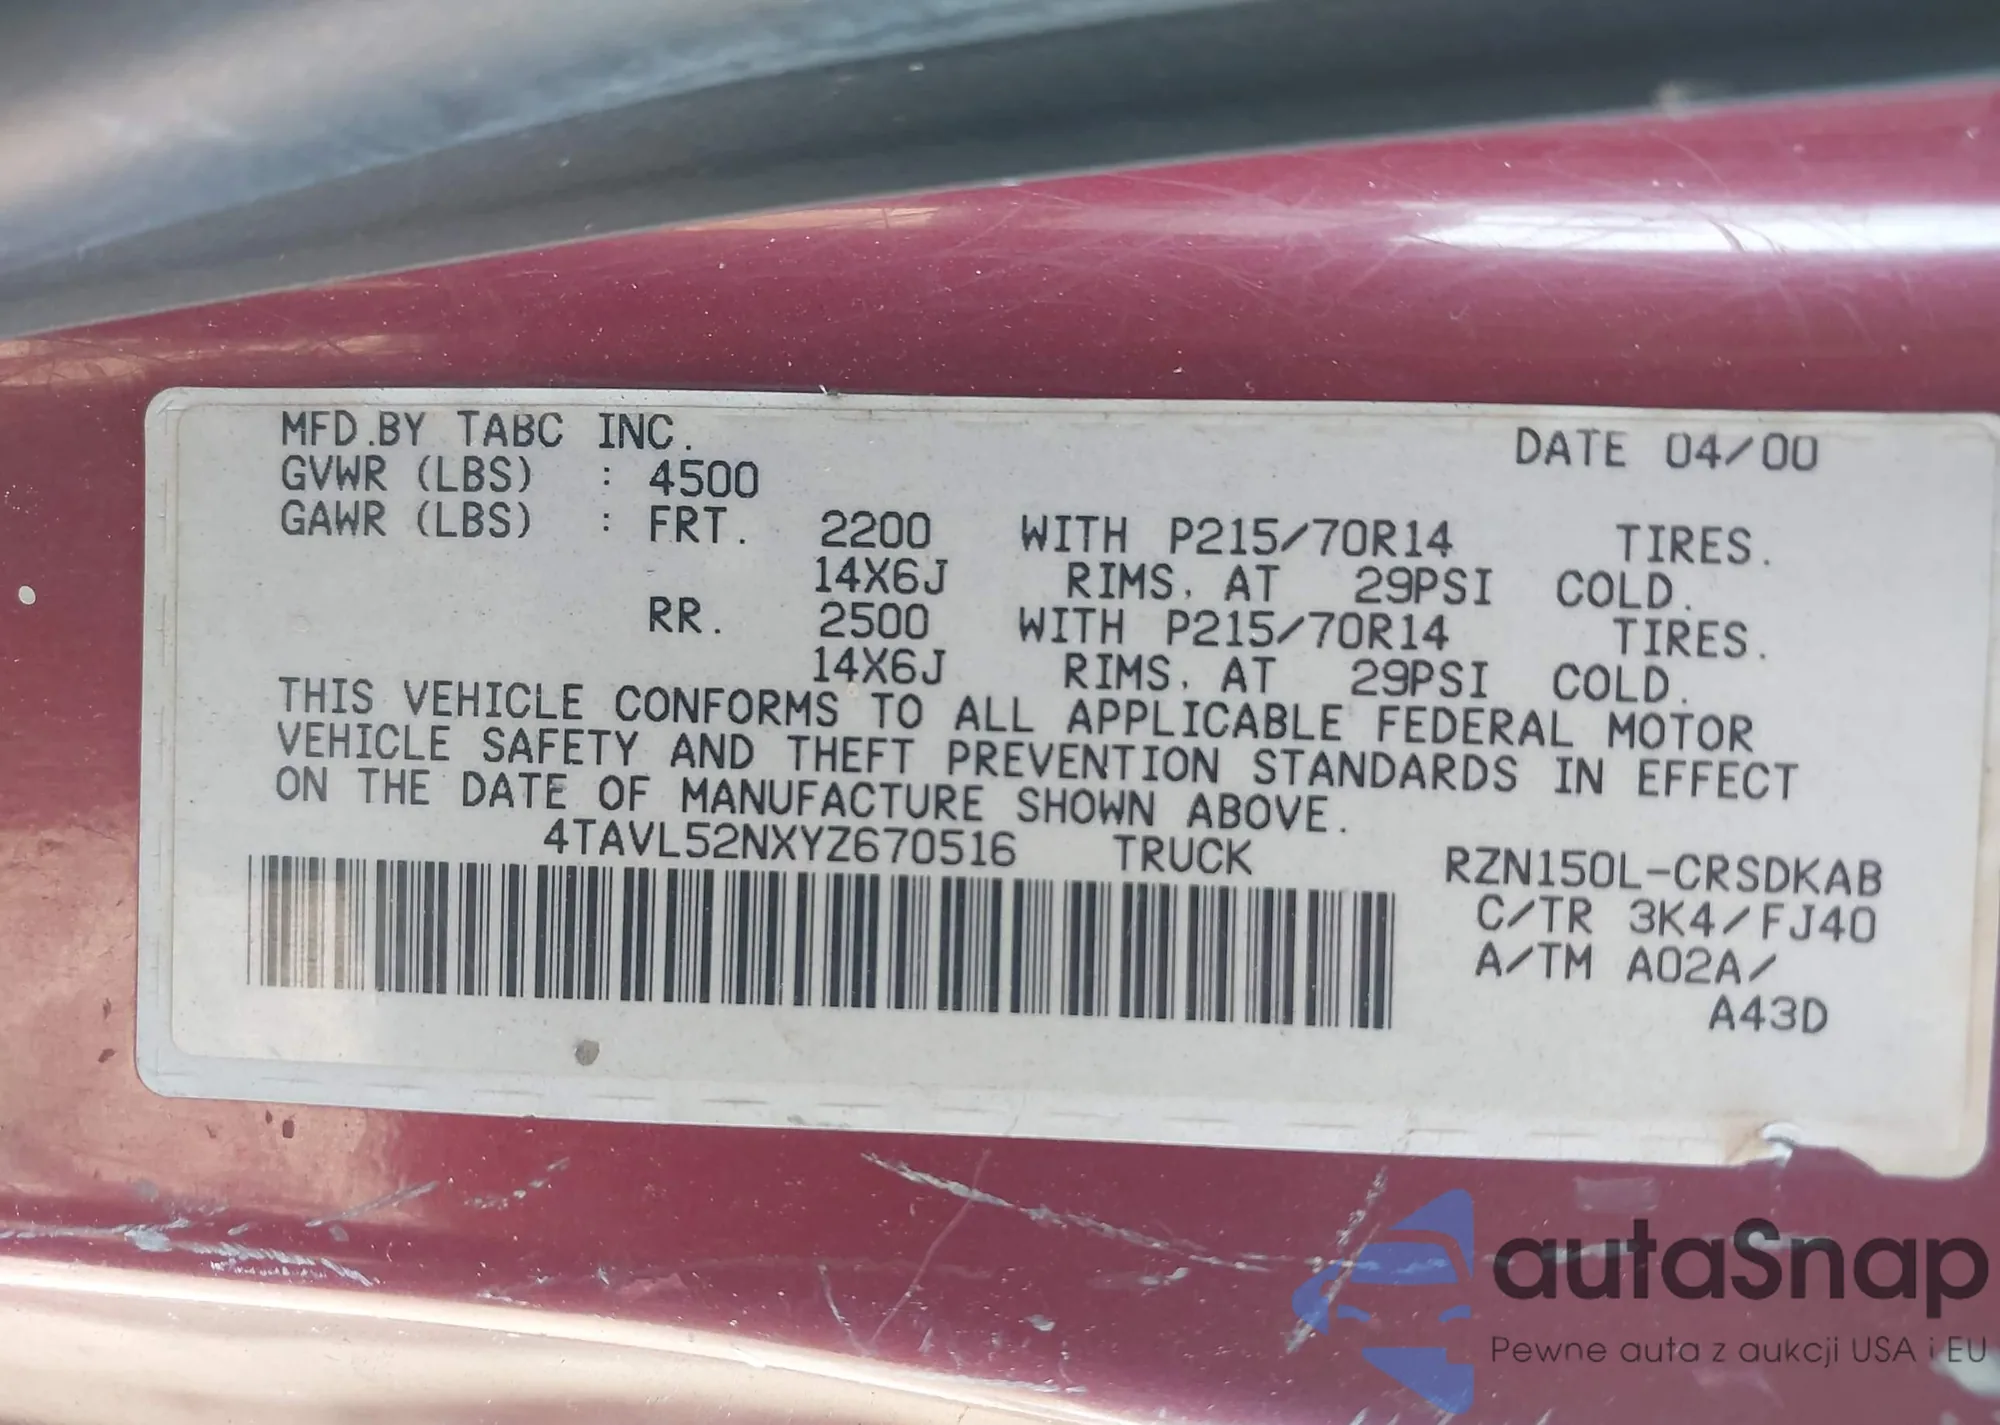 MFD.BY TABC INC. DATE 04/00
GVWR (LBS) : 4500
GAWR (LBS) : FRT. 2200 WITH P215/70R14 TIRES.
14X6J RIMS, AT 29PSI COLD.
RR. 2500 WITH P215/70R14 TIRES.
14X6J RIMS, AT 29PSI COLD.
THIS VEHICLE CONFORMS TO ALL APPLICABLE FEDERAL MOTOR
VEHICLE SAFETY AND THEFT PREVENTION STANDARDS IN EFFECT
ON THE DATE OF MANUFACTURE SHOWN ABOVE.
4TAVL52NXYZ670516 TRUCK RZN150L-CRSDKAB
C/TR 3K4/FJ40
A/TM A02A/
A43D
autaSnap
Pewne auta z aukcji USA i EU